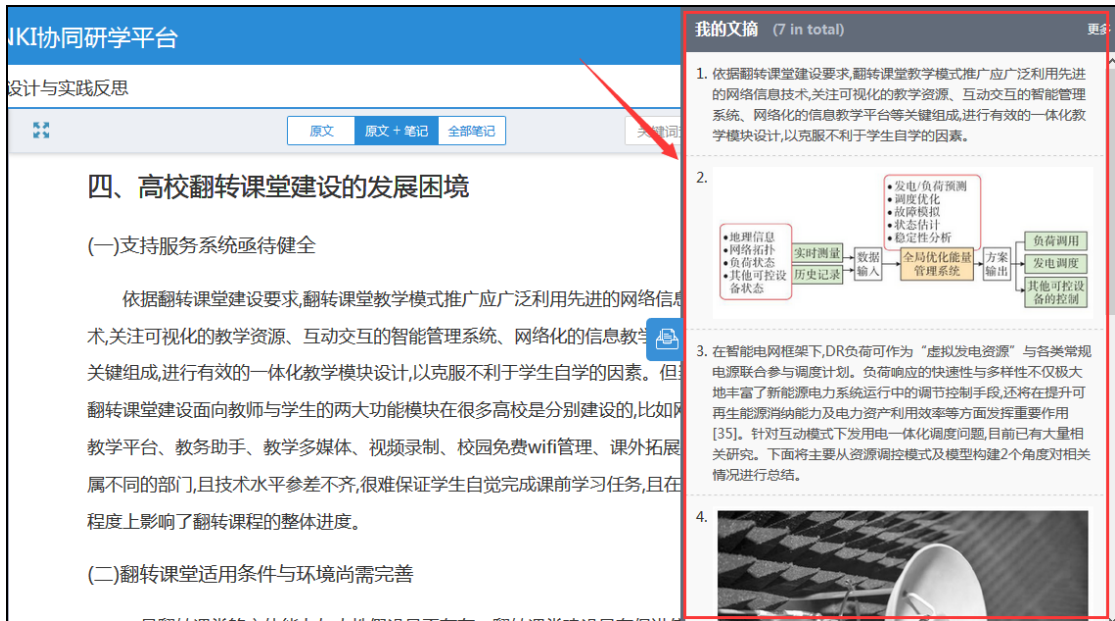 NKI协同研学平台
设计与实践反思
原文
原文 + 笔记
全部笔记
关键词
四、高校翻转课堂建设的发展困境
(一)支持服务系统亟待健全
依据翻转课堂建设要求,翻转课堂教学模式推广应广泛利用先进的网络信息
术,关注可视化的教学资源、互动交互的智能管理系统、网络化的信息教学
关键组成,进行有效的一体化教学模块设计,以克服不利于学生自学的因素。但
翻转课堂建设面向教师与学生的两大功能模块在很多高校是分别建设的,比如
教学平台、教务助手、教学多媒体、视频录制、校园免费wifi管理、课外拓展
属不同的部门,且技术水平参差不齐,很难保证学生自觉完成课前学习任务,且在
程度上影响了翻转课程的整体进度。
(二)翻转课堂适用条件与环境尚需完善
我的文摘 (7 in total)
更多
1. 依据翻转课堂建设要求,翻转课堂教学模式推广应广泛利用先进
的网络信息技术,关注可视化的教学资源、互动交互的智能管理
系统、网络化的信息教学平台等关键组成,进行有效的一体化教
学模块设计,以克服不利于学生自学的因素。
2.
•地理信息
•网络拓扑
•负荷状态
•其他可控设
备状态
实时测量
历史记录
数据
输入
•发电/负荷预测
•调度优化
•故障模拟
•状态估计
•稳定性分析
全局优化能量
管理系统
方案
输出
负荷调用
发电调度
其他可控设
备的控制
3. 在智能电网框架下,DR负荷可作为“虚拟发电资源”与各类常规
电源联合参与调度计划。负荷响应的快速性与多样性不仅极大
地丰富了新能源电力系统运行中的调节控制手段,还将在提升可
再生能源消纳能力及电力资产利用效率等方面发挥重要作用
[35]。针对互动模式下发用电一体化调度问题,目前已有大量相
关研究。下面将主要从资源调控模式及模型构建2个角度对相关
情况进行总结。
4.